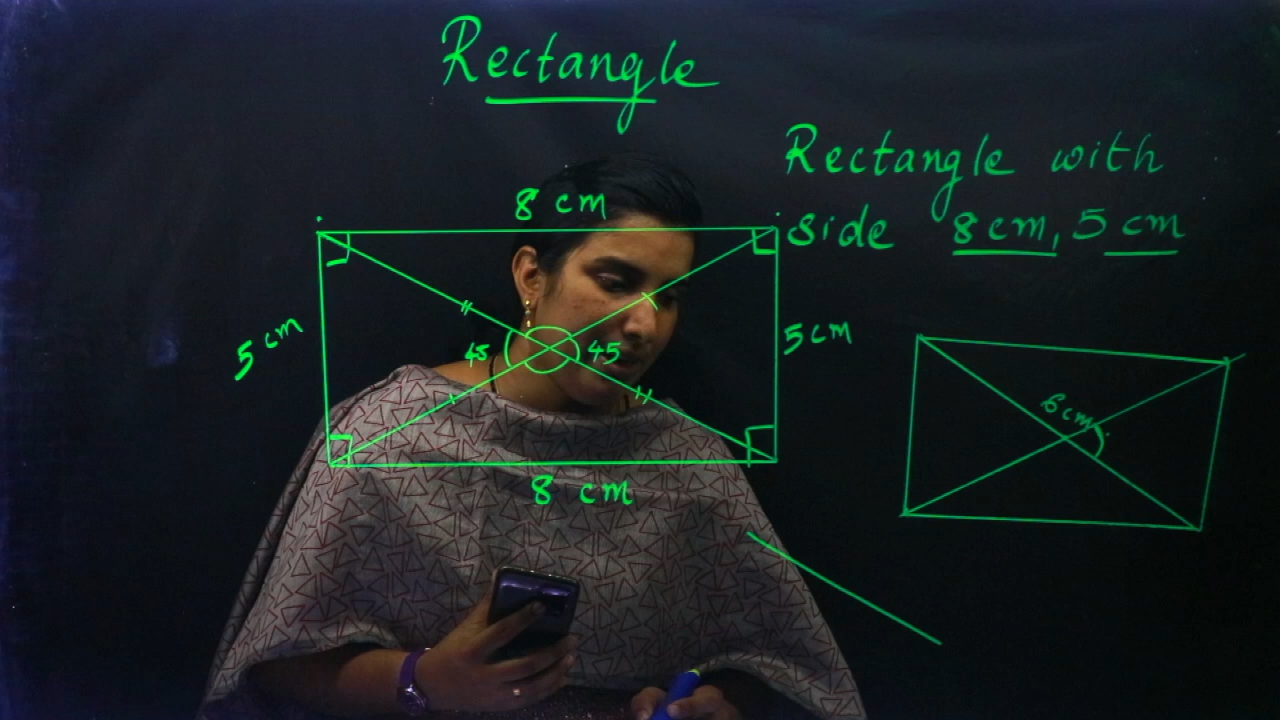 Rectangle
Rectangle with
side 8 cm, 5 cm
8 cm
5 cm
5 cm
45
45
8 cm
6 cm